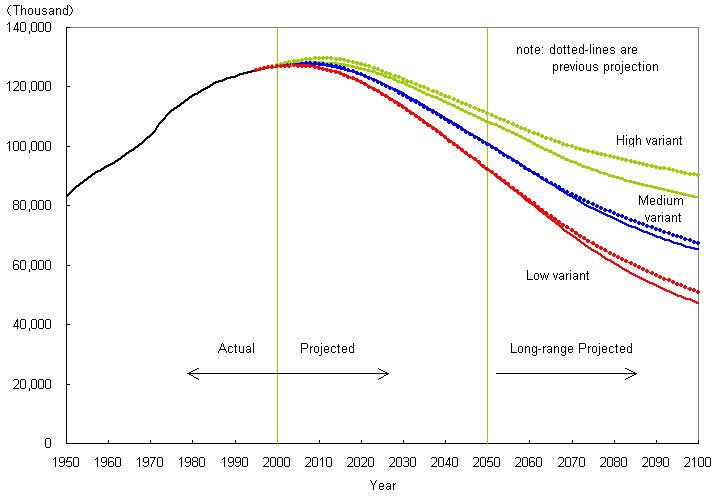 (Thousand)
140,000
120,000
100,000
80,000
60,000
40,000
20,000
0
note: dotted-lines are
previous projection
High variant
Medium
variant
Low variant
Actual
Projected
Long-range Projected
1950 1960 1970 1980 1990 2000 2010 2020 2030 2040 2050 2060 2070 2080 2090 2100
Year